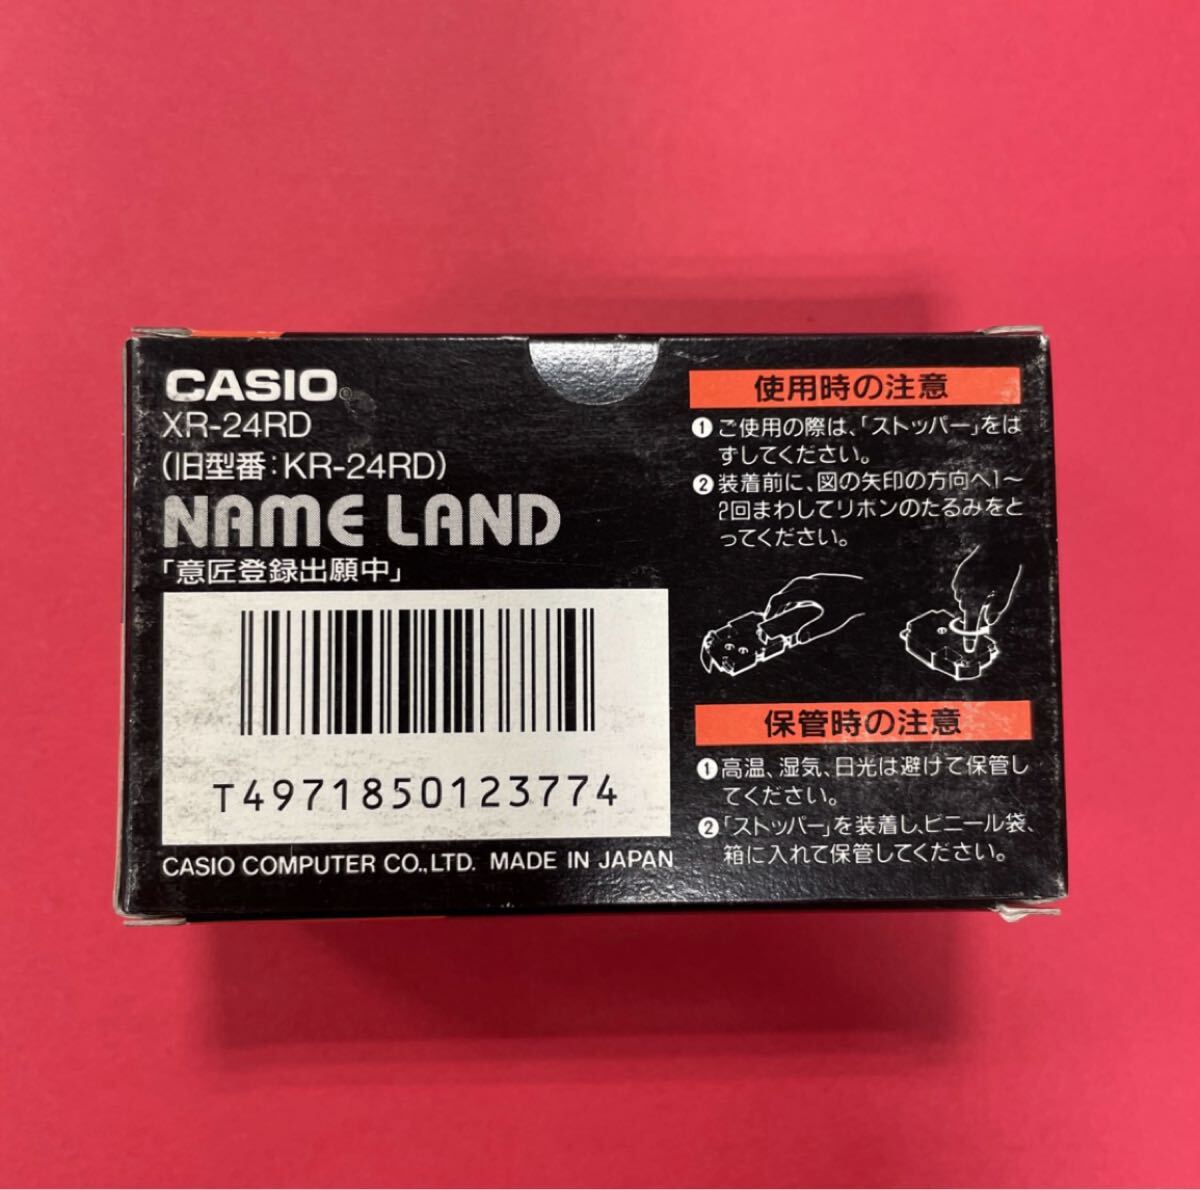 CASIO®
XR-24RD
(旧型番:KR-24RD)
NAME LAND
「意匠登録出願中」
T4971850123774
CASIO COMPUTER CO.,LTD. MADE IN JAPAN
使用時の注意
❶ご使用の際は、「ストッパー」をは
ずしてください。
❷装着前に、図の矢印の方向へ1〜
2回まわしてリボンのたるみをと
ってください。
保管時の注意
❶高温、湿気、日光は避けて保管し
てください。
❷「ストッパー」を装着し、ビニール袋、
箱に入れて保管してください。